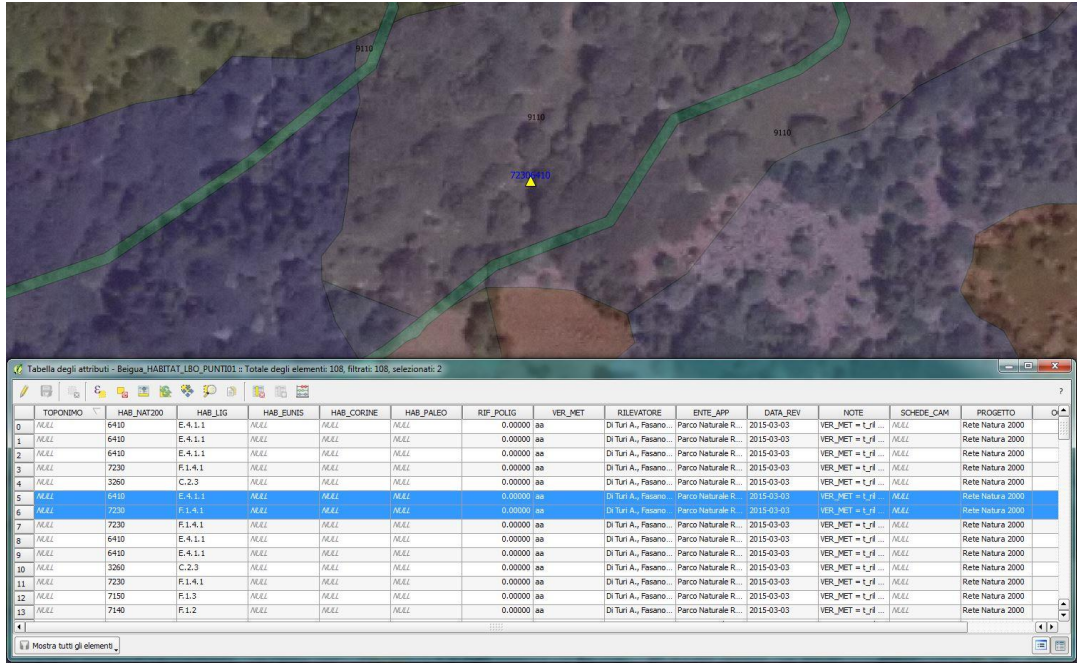 9110
9110
9110
72306410
Tabella degli attributi - Beigua_HABITAT_LBO_PUNTI01 :: Totale degli elementi: 108, filtrati: 108, selezionati: 2
?
TOPONIMO HAB_NAT200 HAB_LIG HAB_EUNIS HAB_CORINE HAB_PALEO RIF_POLIG VER_MET RILEVATORE ENTE_APP DATA_REV NOTE SCHEDE_CAM PROGETTO
0 NULL 6410 E.4.1.1 NULL NULL NULL 0.00000 aa Di Turi A., Fasano... Parco Naturale R... 2015-03-03 VER_MET = t_ril ... NULL Rete Natura 2000
1 NULL 6410 E.4.1.1 NULL NULL NULL 0.00000 aa Di Turi A., Fasano... Parco Naturale R... 2015-03-03 VER_MET = t_ril ... NULL Rete Natura 2000
2 NULL 6410 E.4.1.1 NULL NULL NULL 0.00000 aa Di Turi A., Fasano... Parco Naturale R... 2015-03-03 VER_MET = t_ril ... NULL Rete Natura 2000
3 NULL 7230 F.1.4.1 NULL NULL NULL 0.00000 aa Di Turi A., Fasano... Parco Naturale R... 2015-03-03 VER_MET = t_ril ... NULL Rete Natura 2000
4 NULL 3260 C.2.3 NULL NULL NULL 0.00000 aa Di Turi A., Fasano... Parco Naturale R... 2015-03-03 VER_MET = t_ril ... NULL Rete Natura 2000
5 NULL 6410 E.4.1.1 NULL NULL NULL 0.00000 aa Di Turi A., Fasano... Parco Naturale R... 2015-03-03 VER_MET = t_ril ... NULL Rete Natura 2000
6 NULL 7230 F.1.4.1 NULL NULL NULL 0.00000 aa Di Turi A., Fasano... Parco Naturale R... 2015-03-03 VER_MET = t_ril ... NULL Rete Natura 2000
7 NULL 7230 F.1.4.1 NULL NULL NULL 0.00000 aa Di Turi A., Fasano... Parco Naturale R... 2015-03-03 VER_MET = t_ril ... NULL Rete Natura 2000
8 NULL 6410 E.4.1.1 NULL NULL NULL 0.00000 aa Di Turi A., Fasano... Parco Naturale R... 2015-03-03 VER_MET = t_ril ... NULL Rete Natura 2000
9 NULL 6410 E.4.1.1 NULL NULL NULL 0.00000 aa Di Turi A., Fasano... Parco Naturale R... 2015-03-03 VER_MET = t_ril ... NULL Rete Natura 2000
10 NULL 3260 C.2.3 NULL NULL NULL 0.00000 aa Di Turi A., Fasano... Parco Naturale R... 2015-03-03 VER_MET = t_ril ... NULL Rete Natura 2000
11 NULL 7230 F.1.4.1 NULL NULL NULL 0.00000 aa Di Turi A., Fasano... Parco Naturale R... 2015-03-03 VER_MET = t_ril ... NULL Rete Natura 2000
12 NULL 7150 F.1.3 NULL NULL NULL 0.00000 aa Di Turi A., Fasano... Parco Naturale R... 2015-03-03 VER_MET = t_ril ... NULL Rete Natura 2000
13 NULL 7140 F.1.2 NULL NULL NULL 0.00000 aa Di Turi A., Fasano... Parco Naturale R... 2015-03-03 VER_MET = t_ril ... NULL Rete Natura 2000
Mostra tutti gli elementi